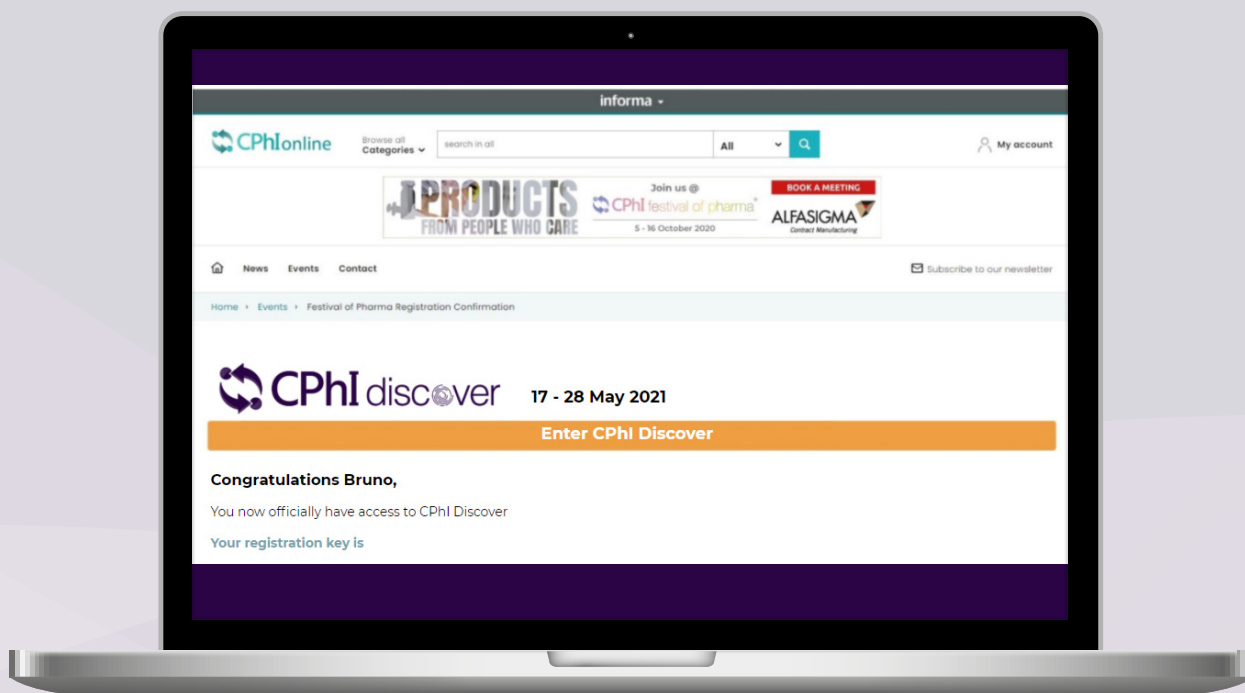 informa
CPhIonline
Browse all
Categories
search in all
All
My account
PRODUCTS
FROM PEOPLE WHO CARE
Join us @
CPhI festival of pharma
5 - 16 October 2020
BOOK A MEETING
ALFASIGMA
Contract Manufacturing
News Events Contact
Subscribe to our newsletter
Home Events Festival of Pharma Registration Confirmation
CPhI discover 17 - 28 May 2021
Enter CPhI Discover
Congratulations Bruno,
You now officially have access to CPhI Discover
Your registration key is